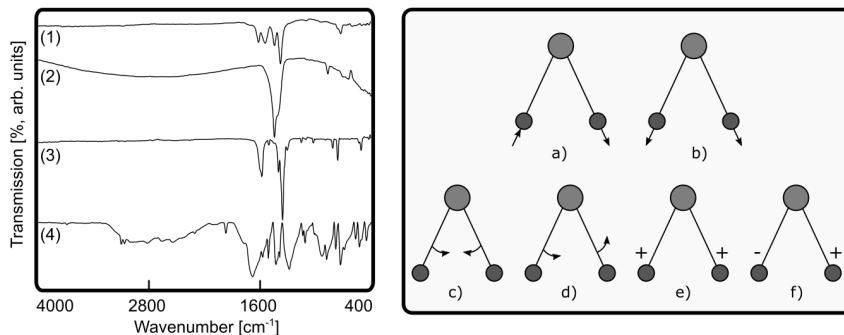 Transmission [%, arb. units]
(1)
(2)
(3)
(4)
4000 2800 1600 400
Wavenumber [cm⁻¹]
a) b)
+ + - +
c) d) e) f)